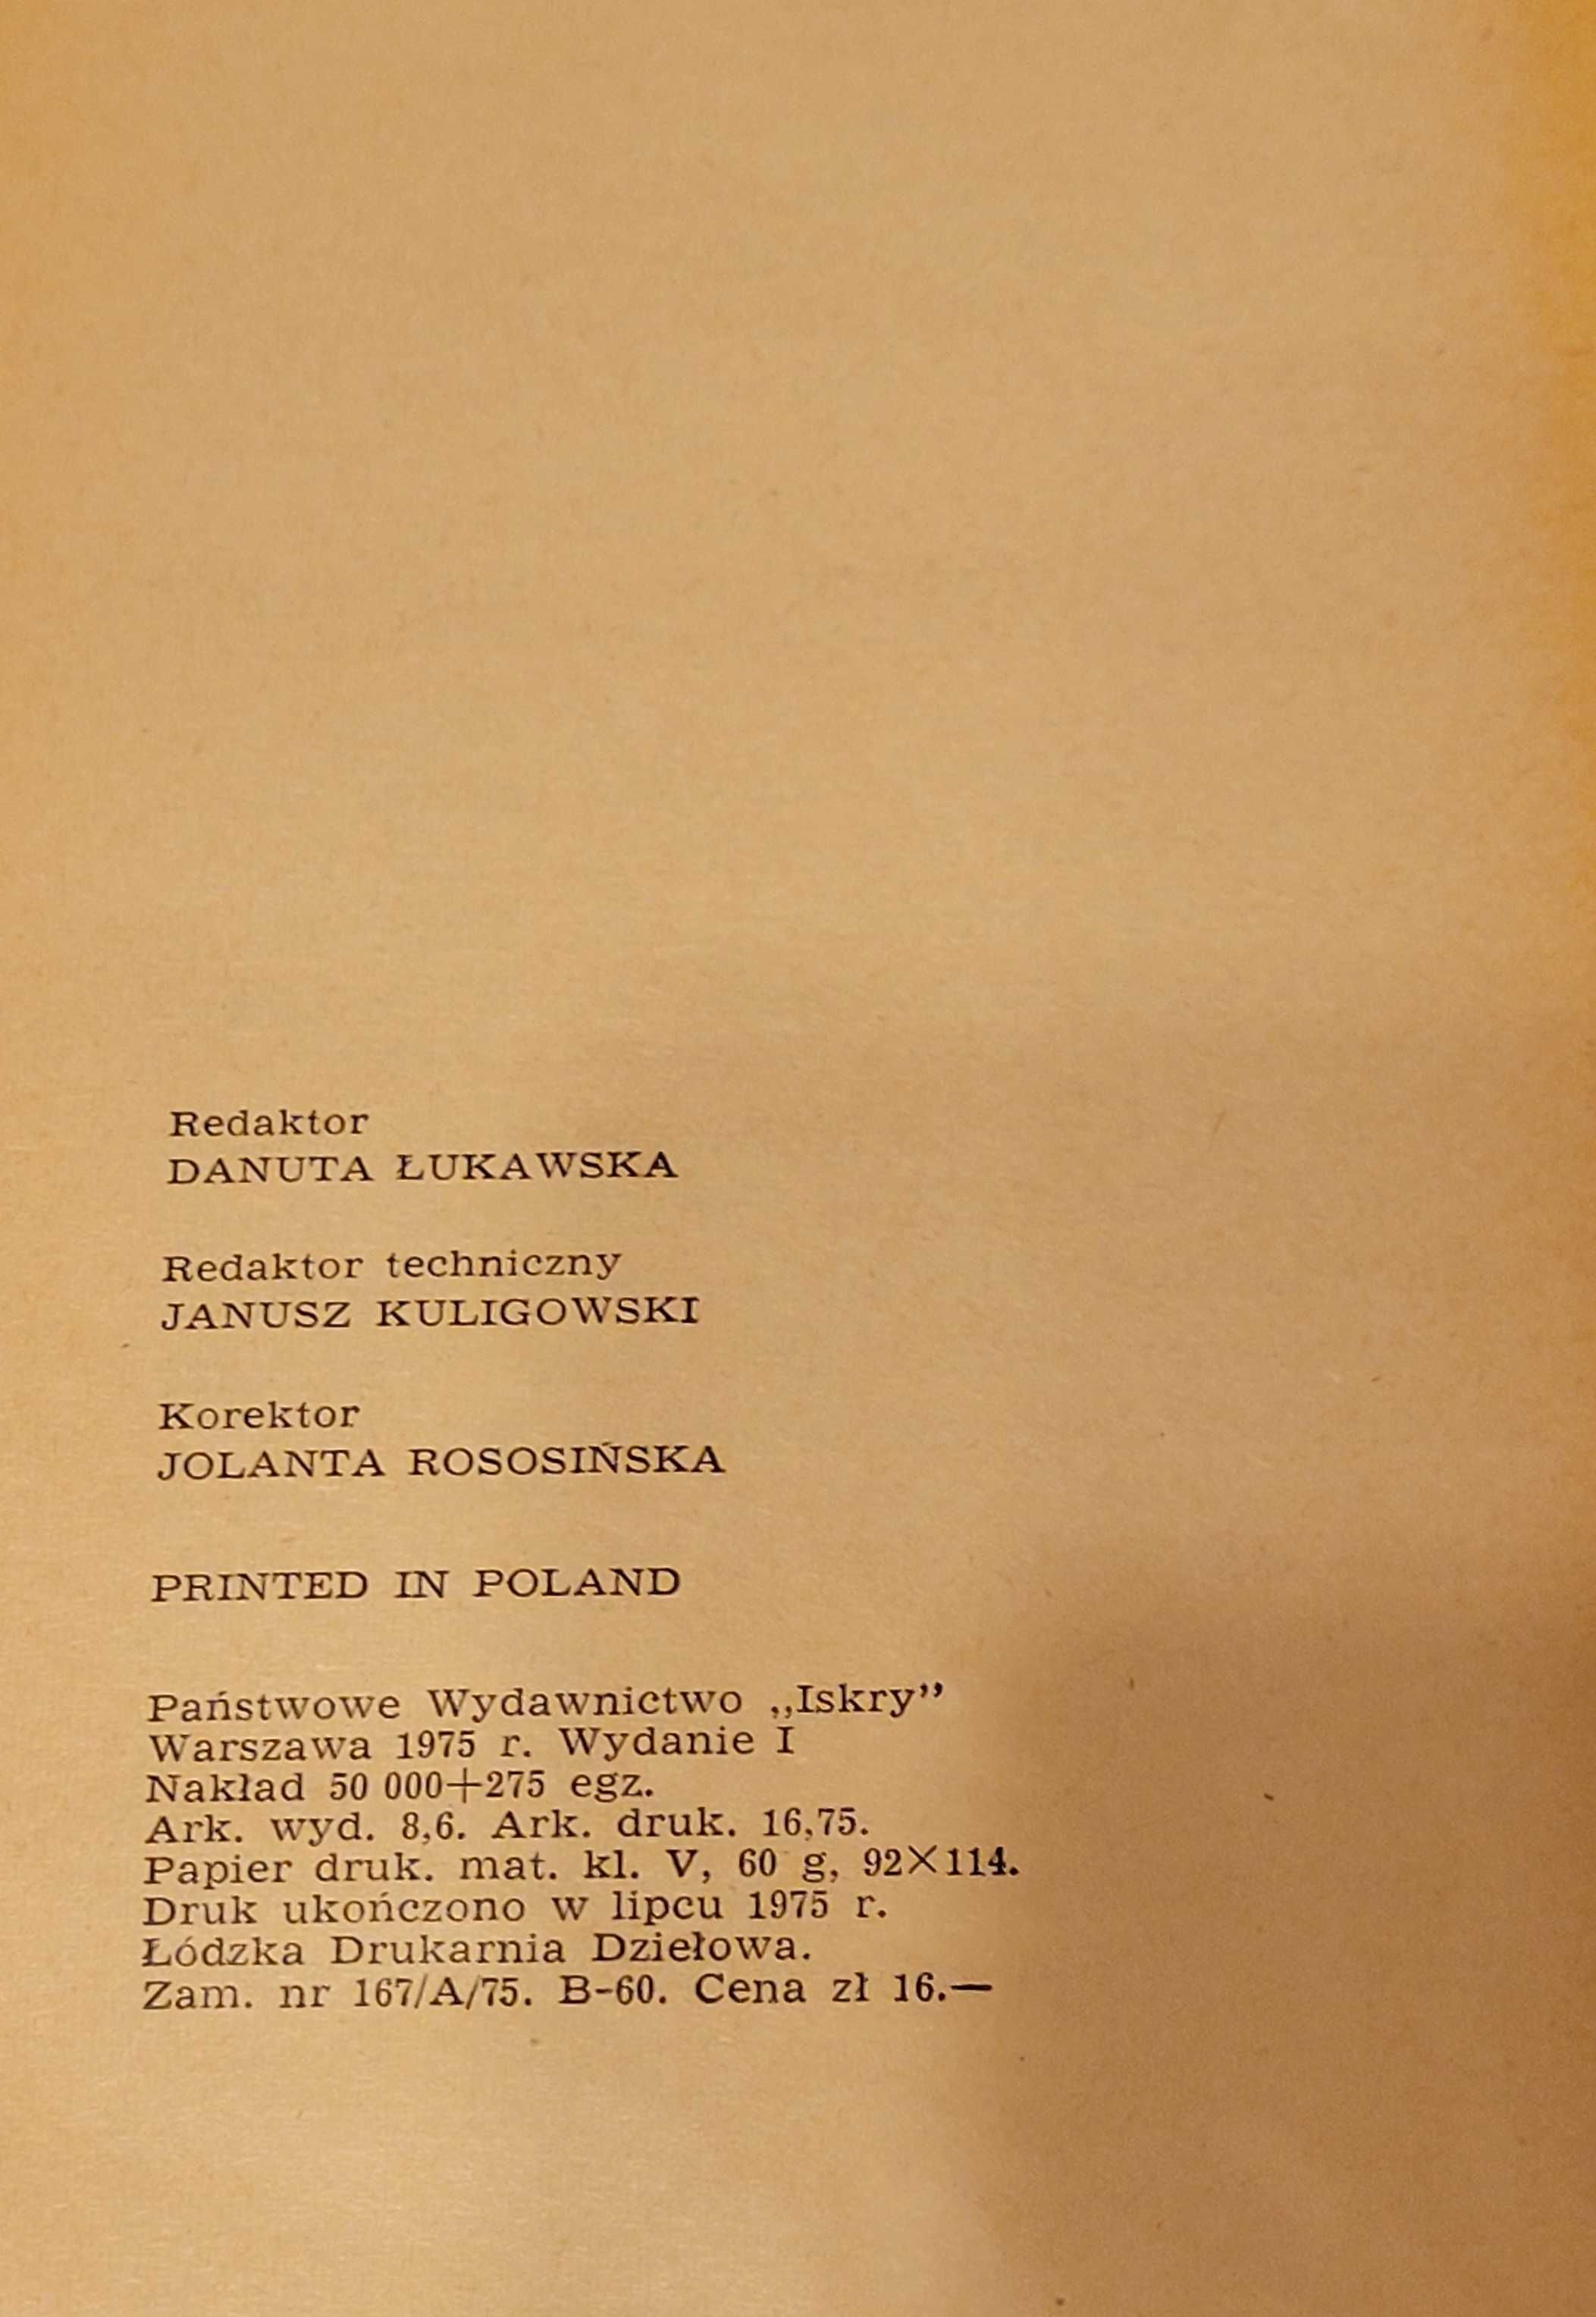 Redaktor
DANUTA ŁUKAWSKA
Redaktor techniczny
JANUSZ KULIGOWSKI
Korektor
JOLANTA ROSOSIŃSKA
PRINTED IN POLAND
Państwowe Wydawnictwo „Iskry”
Warszawa 1975 r. Wydanie I
Nakład 50 000+275 egz.
Ark. wyd. 8,6. Ark. druk. 16,75.
Papier druk. mat. kl. V, 60 g, 92×114.
Druk ukończono w lipcu 1975 r.
Łódzka Drukarnia Dziełowa.
Zam. nr 167/A/75. B-60. Cena zł 16.—